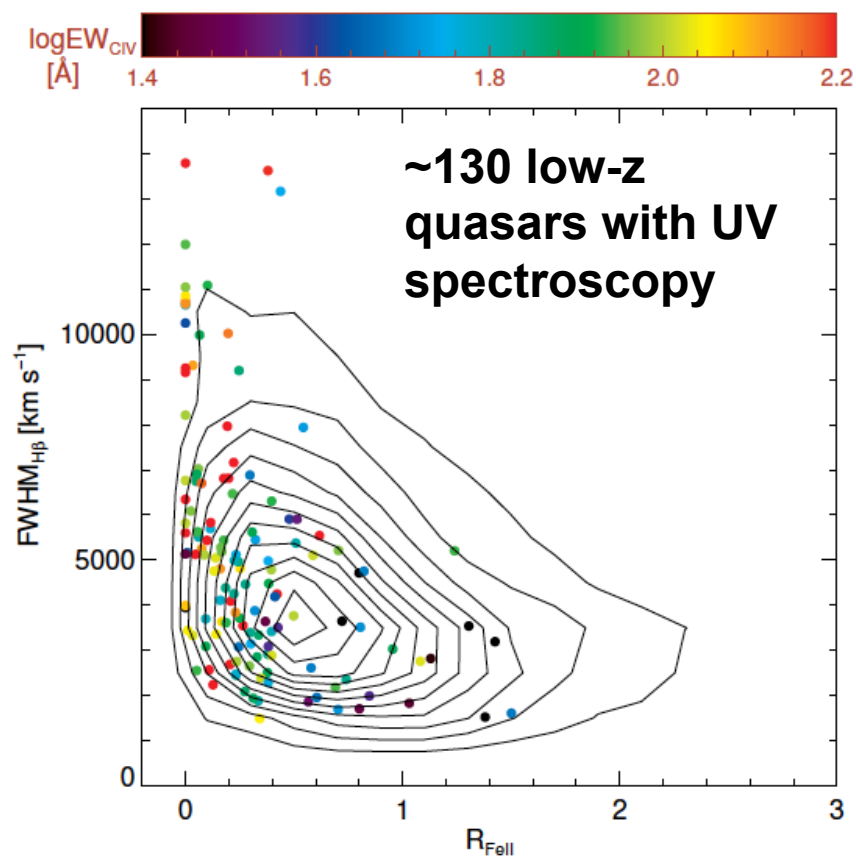 logEW_CIV
[Å]
1.4 1.6 1.8 2.0 2.2
~130 low-z
quasars with UV
spectroscopy
10000
5000
0
FWHM_Hβ [km s⁻¹]
0 1 2 3
R_FeII